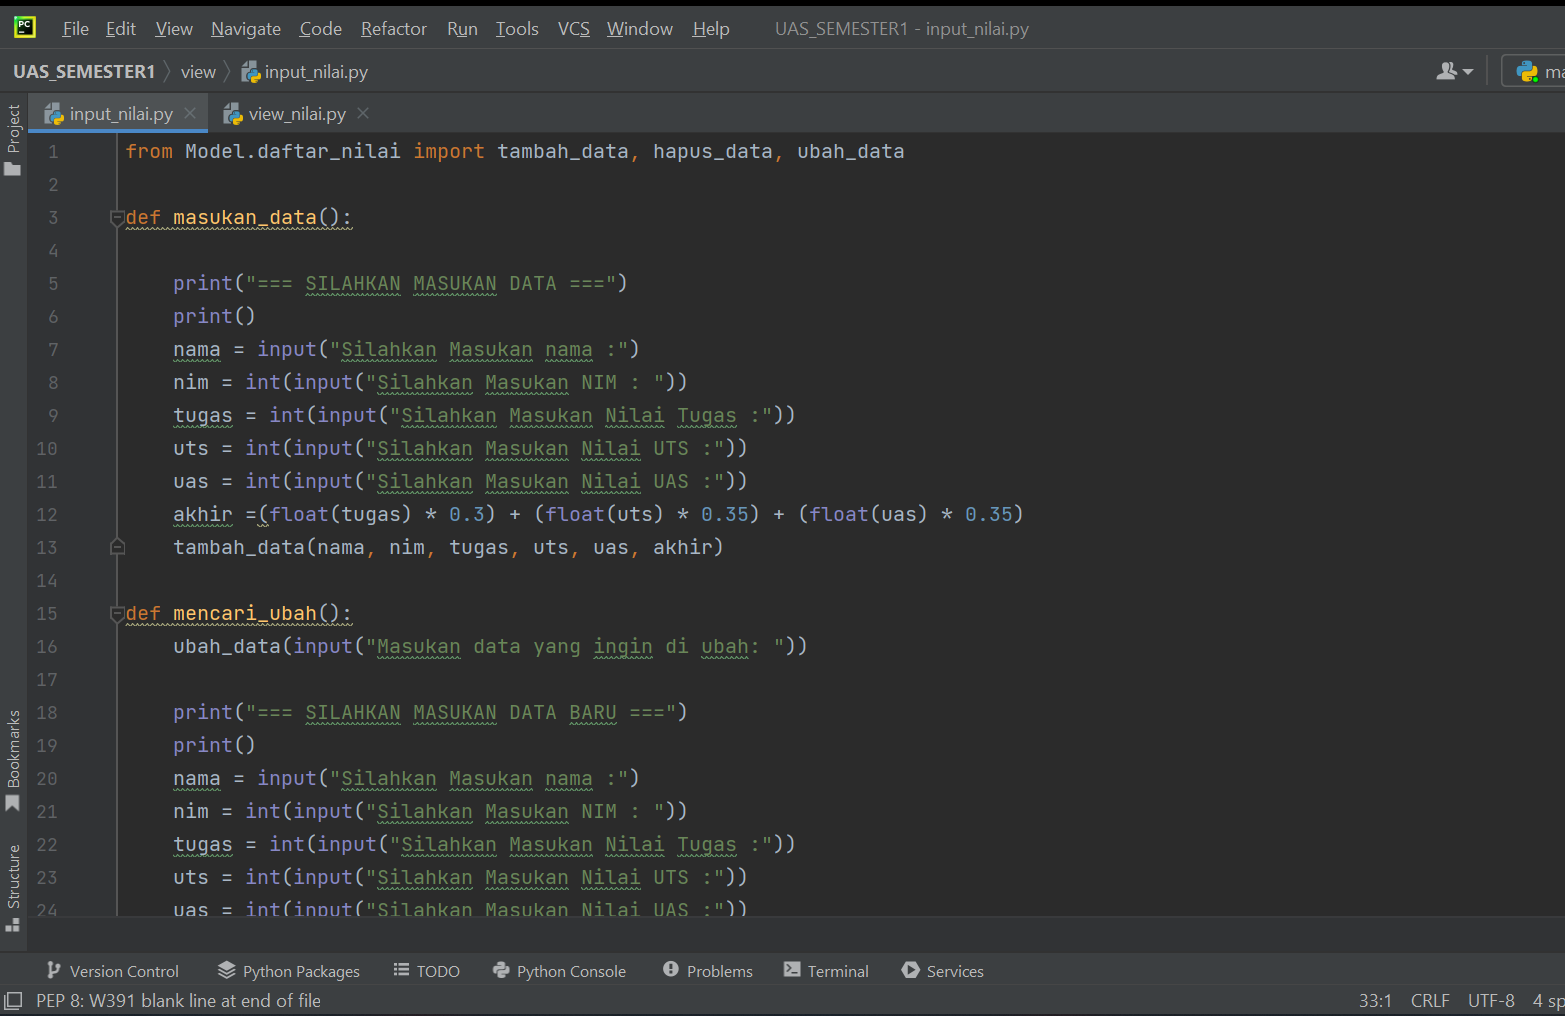 PC
File Edit View Navigate Code Refactor Run Tools VCS Window Help UAS_SEMESTER1 - input_nilai.py
UAS_SEMESTER1 view input_nilai.py
input_nilai.py view_nilai.py
Project
Bookmarks
Structure
1 from Model.daftar_nilai import tambah_data, hapus_data, ubah_data
2
3 def masukan_data():
4
5 print("=== SILAHKAN MASUKAN DATA ===")
6 print()
7 nama = input("Silahkan Masukan nama :")
8 nim = int(input("Silahkan Masukan NIM : "))
9 tugas = int(input("Silahkan Masukan Nilai Tugas :"))
10 uts = int(input("Silahkan Masukan Nilai UTS :"))
11 uas = int(input("Silahkan Masukan Nilai UAS :"))
12 akhir =(float(tugas) * 0.3) + (float(uts) * 0.35) + (float(uas) * 0.35)
13 tambah_data(nama, nim, tugas, uts, uas, akhir)
14
15 def mencari_ubah():
16 ubah_data(input("Masukan data yang ingin di ubah: "))
17
18 print("=== SILAHKAN MASUKAN DATA BARU ===")
19 print()
20 nama = input("Silahkan Masukan nama :")
21 nim = int(input("Silahkan Masukan NIM : "))
22 tugas = int(input("Silahkan Masukan Nilai Tugas :"))
23 uts = int(input("Silahkan Masukan Nilai UTS :"))
24 uas = int(input("Silahkan Masukan Nilai UAS :"))
Version Control Python Packages TODO Python Console Problems Terminal Services
PEP 8: W391 blank line at end of file 33:1 CRLF UTF-8 4